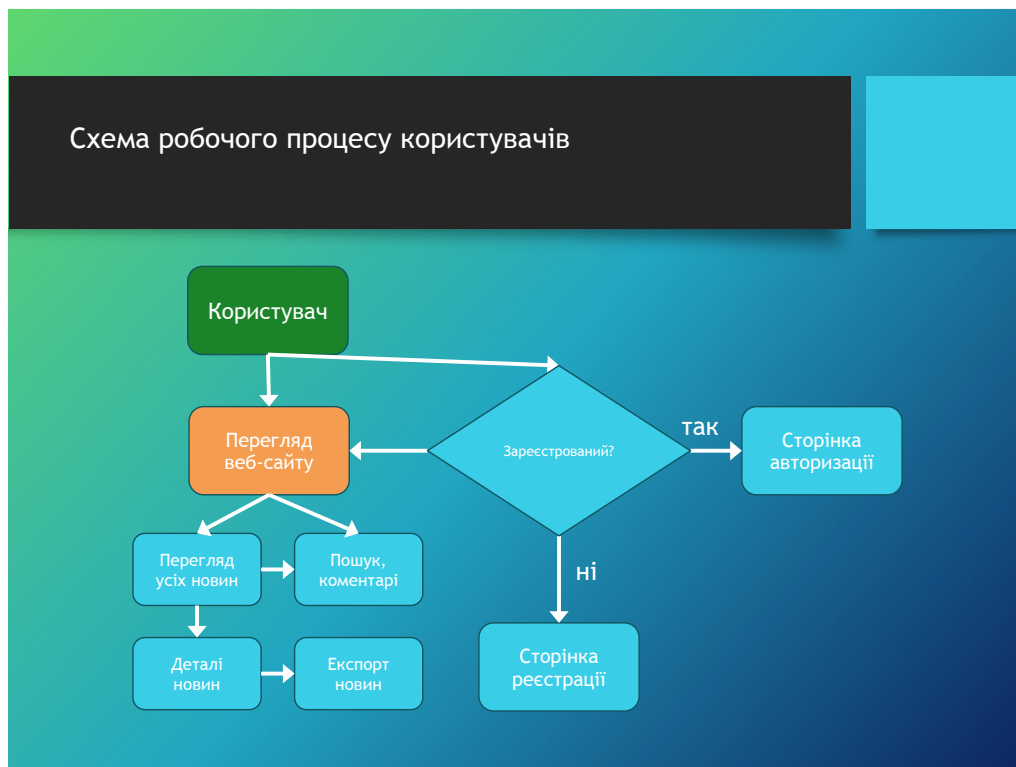 Схема робочого процесу користувачів
Користувач
Перегляд
веб-сайту
Зареєстрований?
так
Сторінка
авторизації
Перегляд
усіх новин
Пошук,
коментарі
ні
Деталі
новин
Експорт
новин
Сторінка
реєстрації